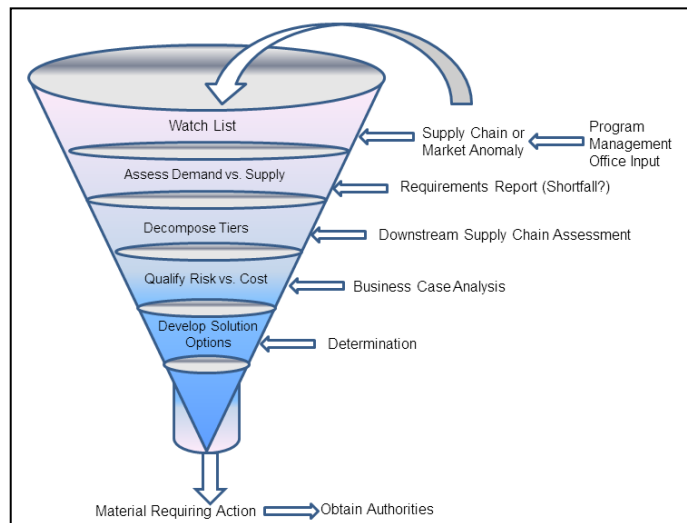 Watch List
Supply Chain or
Market Anomaly
Program
Management
Office Input
Assess Demand vs. Supply
Requirements Report (Shortfall?)
Decompose Tiers
Downstream Supply Chain Assessment
Qualify Risk vs. Cost
Business Case Analysis
Develop Solution
Options
Determination
Material Requiring Action
Obtain Authorities